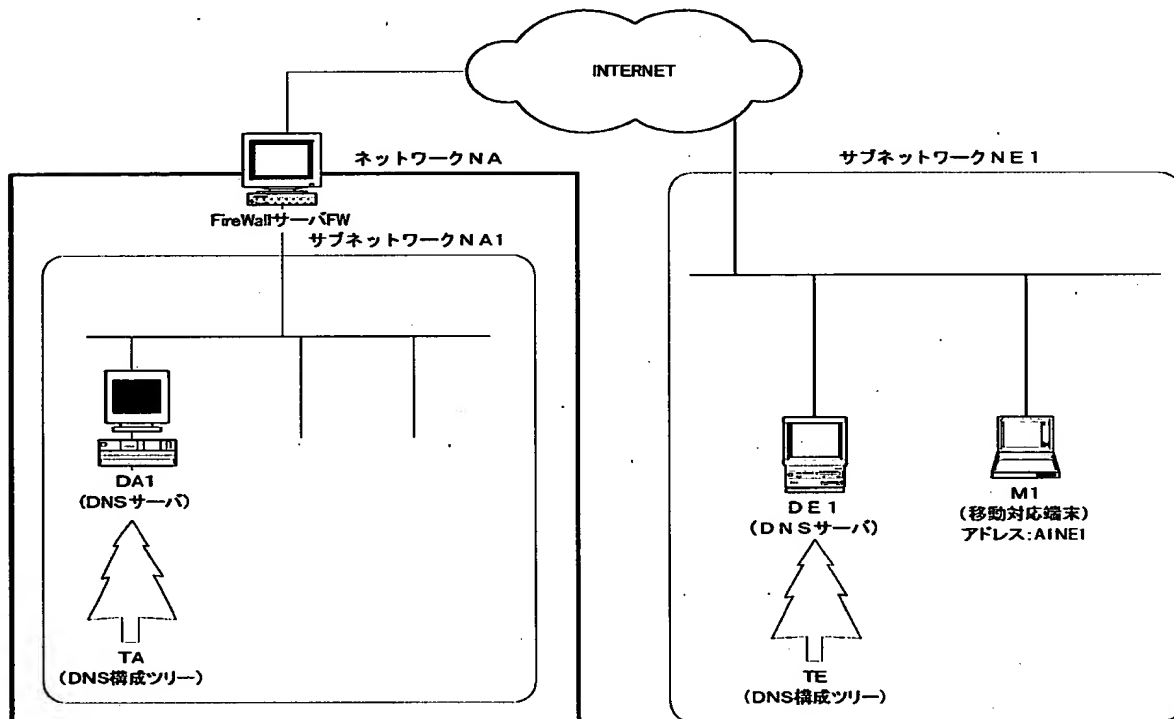 INTERNET
ネットワークNA
サブネットワークNE1
FireWallサーバFW
サブネットワークNA1
DA1
(DNSサーバ)
DE1
(DNSサーバ)
M1
(移動対応端末)
アドレス:A1NE1
TA
(DNS構成ツリー)
TE
(DNS構成ツリー)